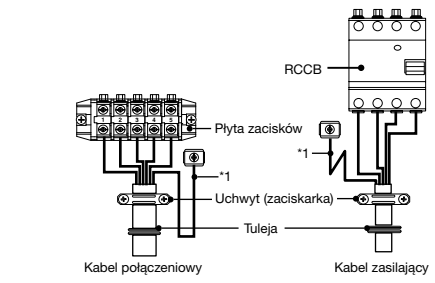 RCCB
1 2 3 4 5
Płyta zacisków
*1
*1
Uchwyt (zaciskarka)
Tuleja
Kabel połączeniowy
Kabel zasilający